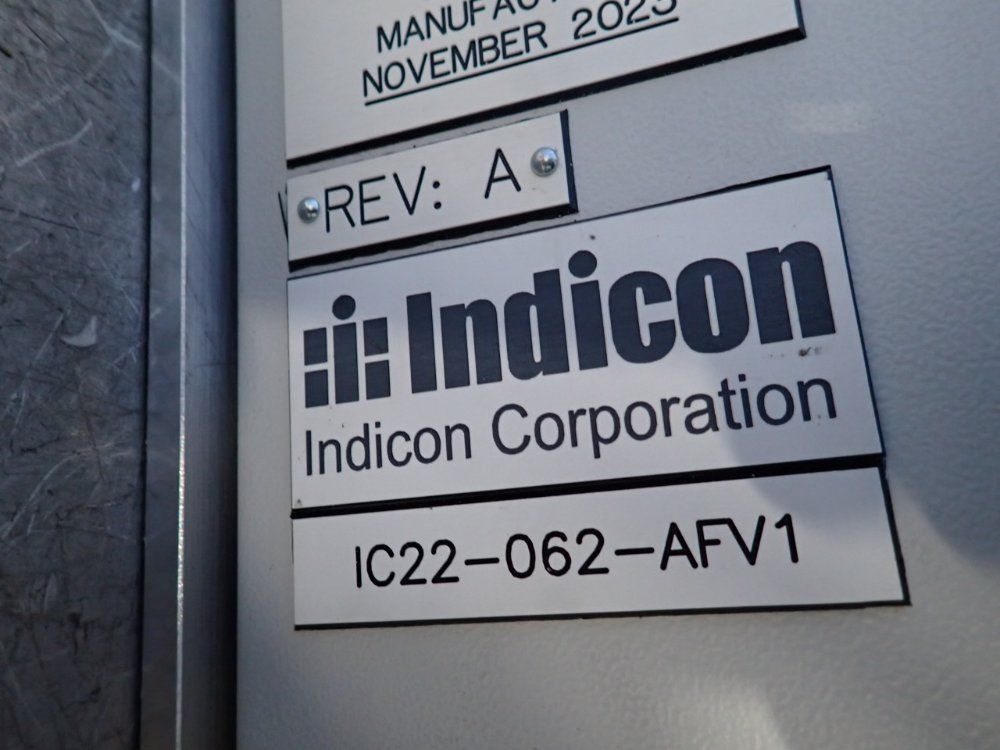 NOVEMBER 2023
REV: A
Indicon
Indicon Corporation
IC22-062-AFV1